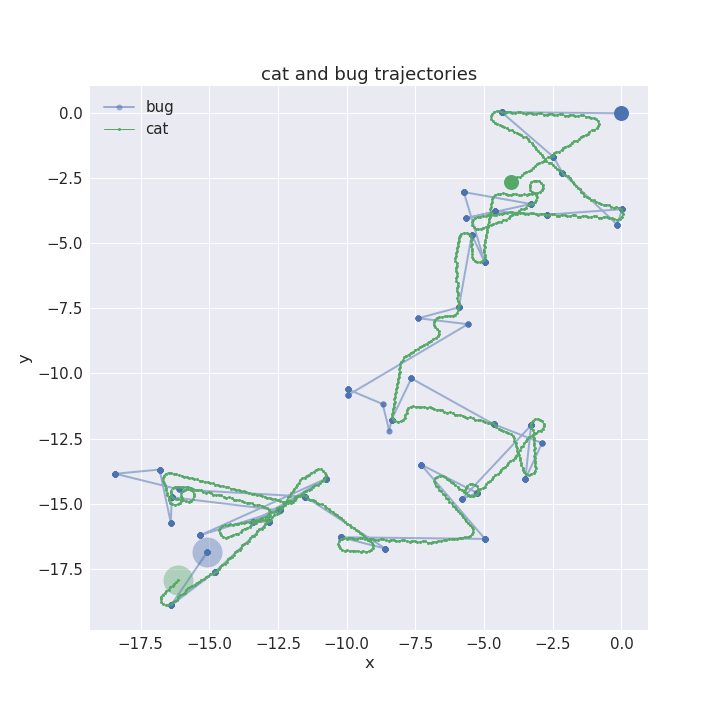 cat and bug trajectories
bug
cat
0.0
−2.5
−5.0
−7.5
−10.0
−12.5
−15.0
−17.5
y
−17.5 −15.0 −12.5 −10.0 −7.5 −5.0 −2.5 0.0
x